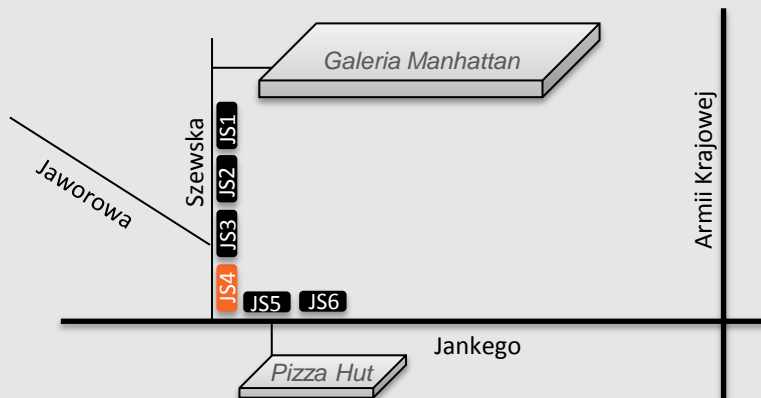 Galeria Manhattan
Armii Krajowej
Szewska
Jaworowa
JS1
JS2
JS3
JS4
JS5
JS6
Jankego
Pizza Hut